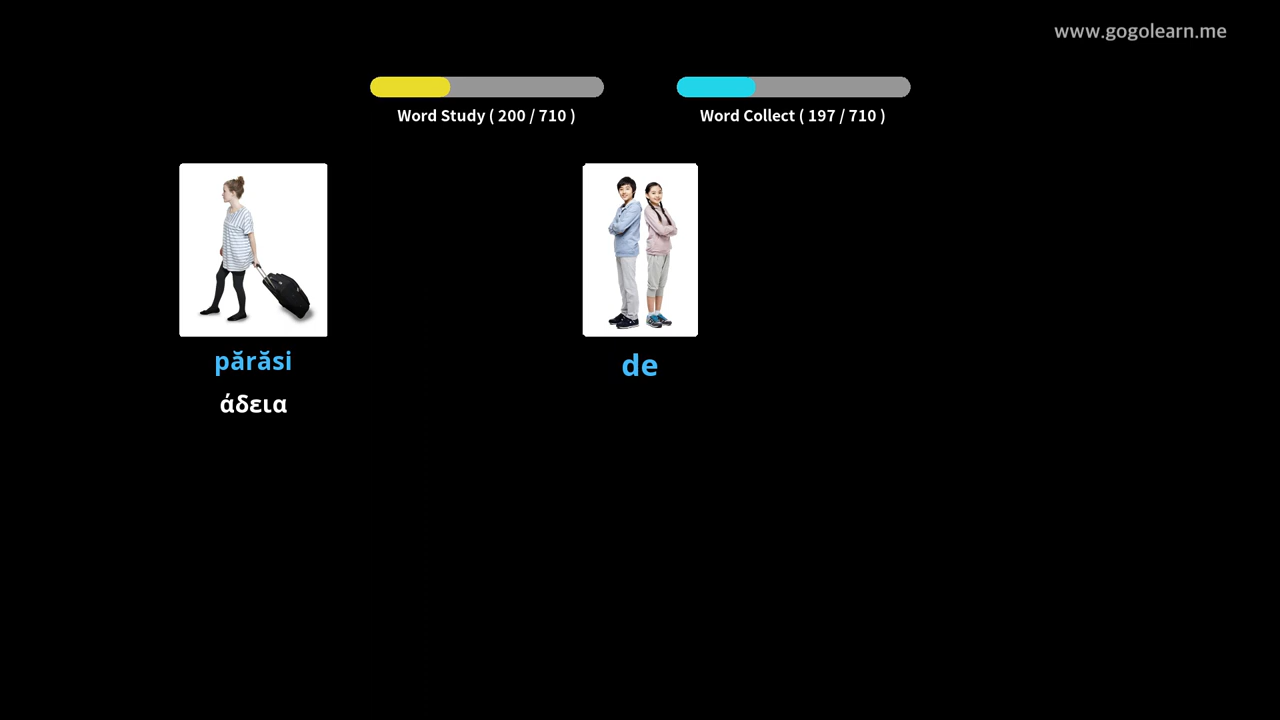 www.gogolearn.me
Word Study ( 200 / 710 )
Word Collect ( 197 / 710 )
părăsi
de
άδεια